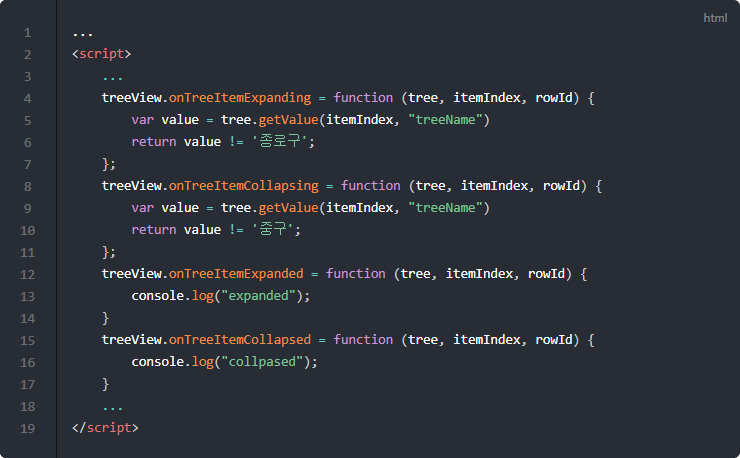 html
1 ...
2 <script>
3 ...
4 treeView.onTreeItemExpanding = function (tree, itemIndex, rowId) {
5 var value = tree.getValue(itemIndex, "treeName")
6 return value != '종로구';
7 };
8 treeView.onTreeItemCollapsing = function (tree, itemIndex, rowId) {
9 var value = tree.getValue(itemIndex, "treeName")
10 return value != '중구';
11 };
12 treeView.onTreeItemExpanded = function (tree, itemIndex, rowId) {
13 console.log("expanded");
14 }
15 treeView.onTreeItemCollapsed = function (tree, itemIndex, rowId) {
16 console.log("collpased");
17 }
18 ...
19 </script>